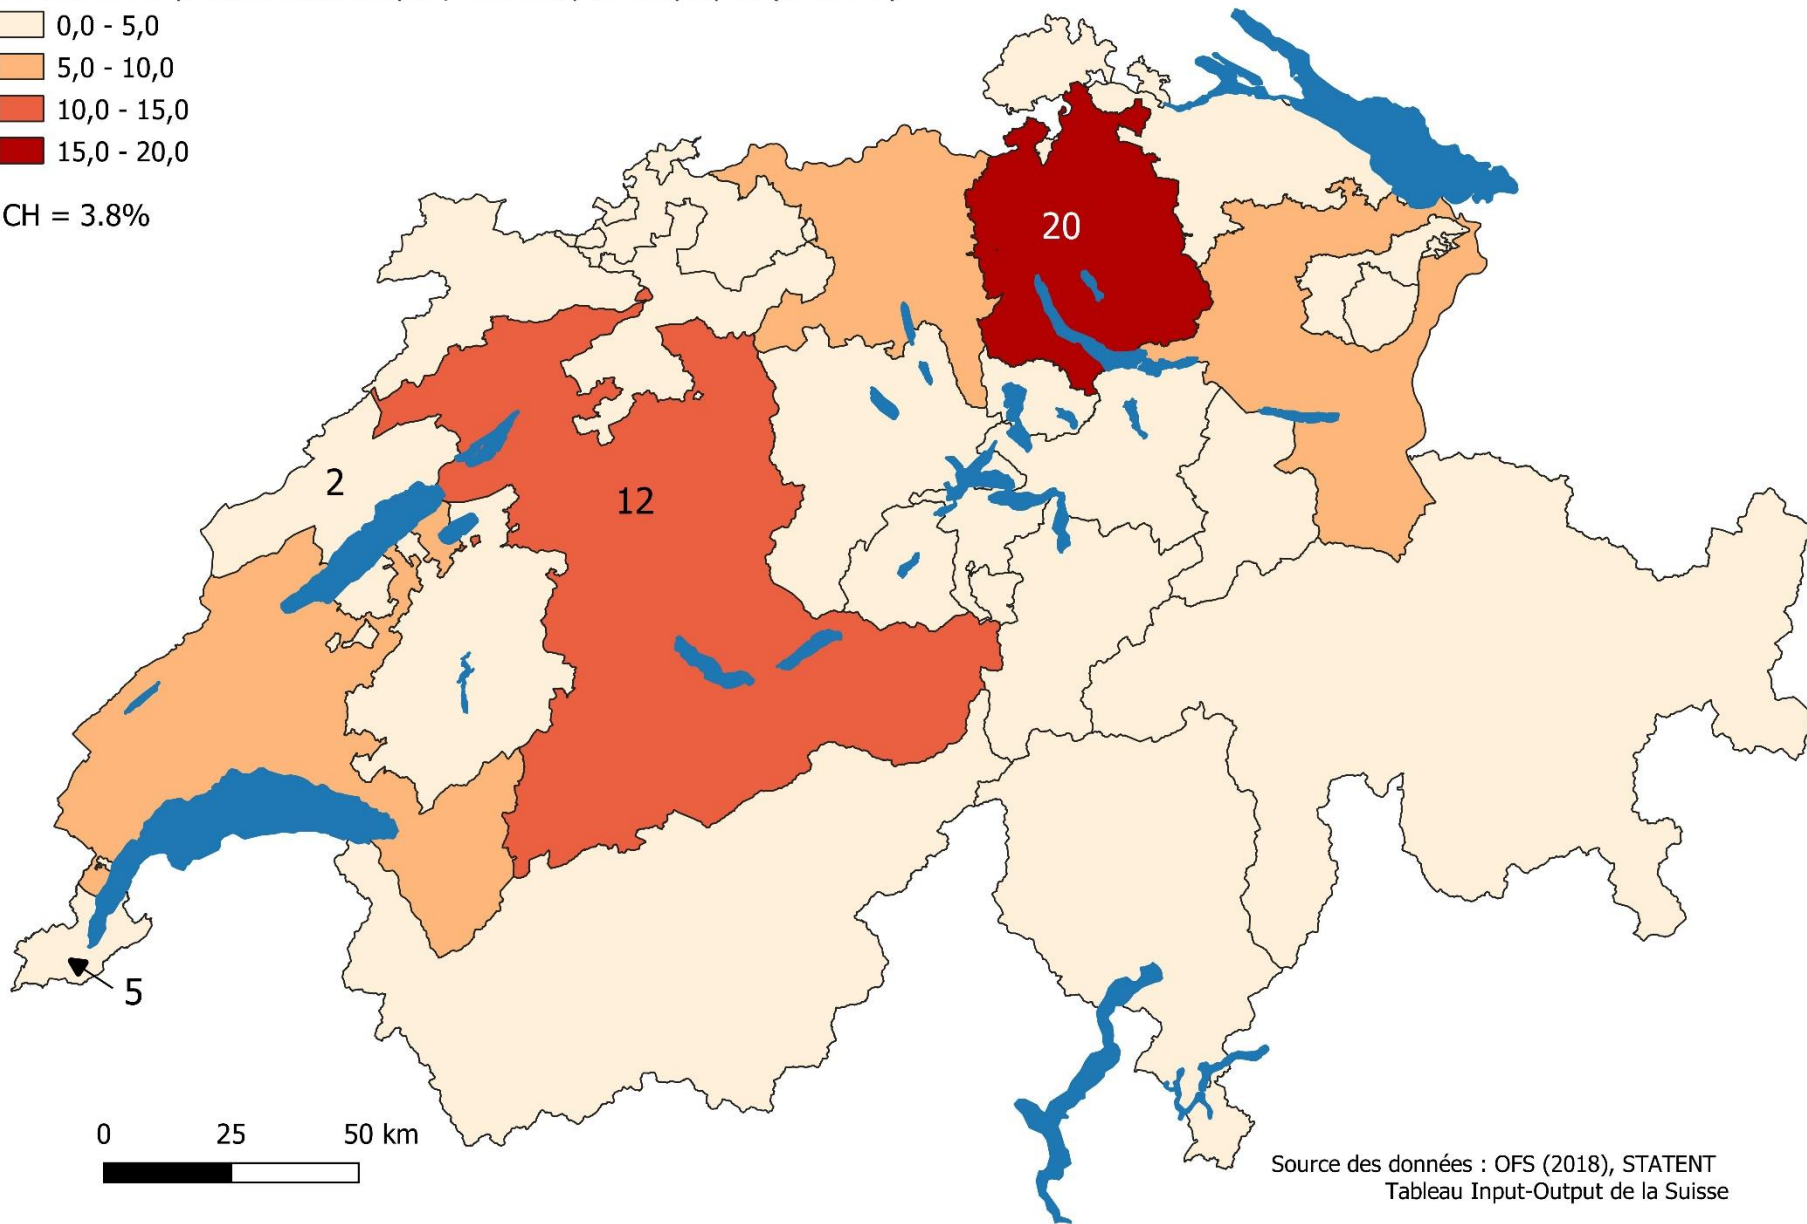 0,0 - 5,0
5,0 - 10,0
10,0 - 15,0
15,0 - 20,0
CH = 3.8%
20
2
12
5
0 25 50 km
Source des données : OFS (2018), STATENT
Tableau Input-Output de la Suisse